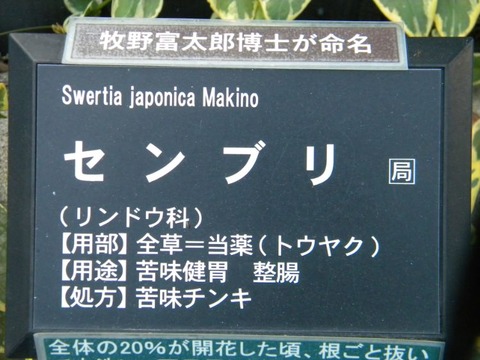 牧野富太郎博士が命名
Swertia japonica Makino
センブリ 局
(リンドウ科)
【用部】全草＝当薬(トウヤク)
【用途】苦味健胃　整腸
【処方】苦味チンキ
全体の20%が開花した頃、根ごと抜い